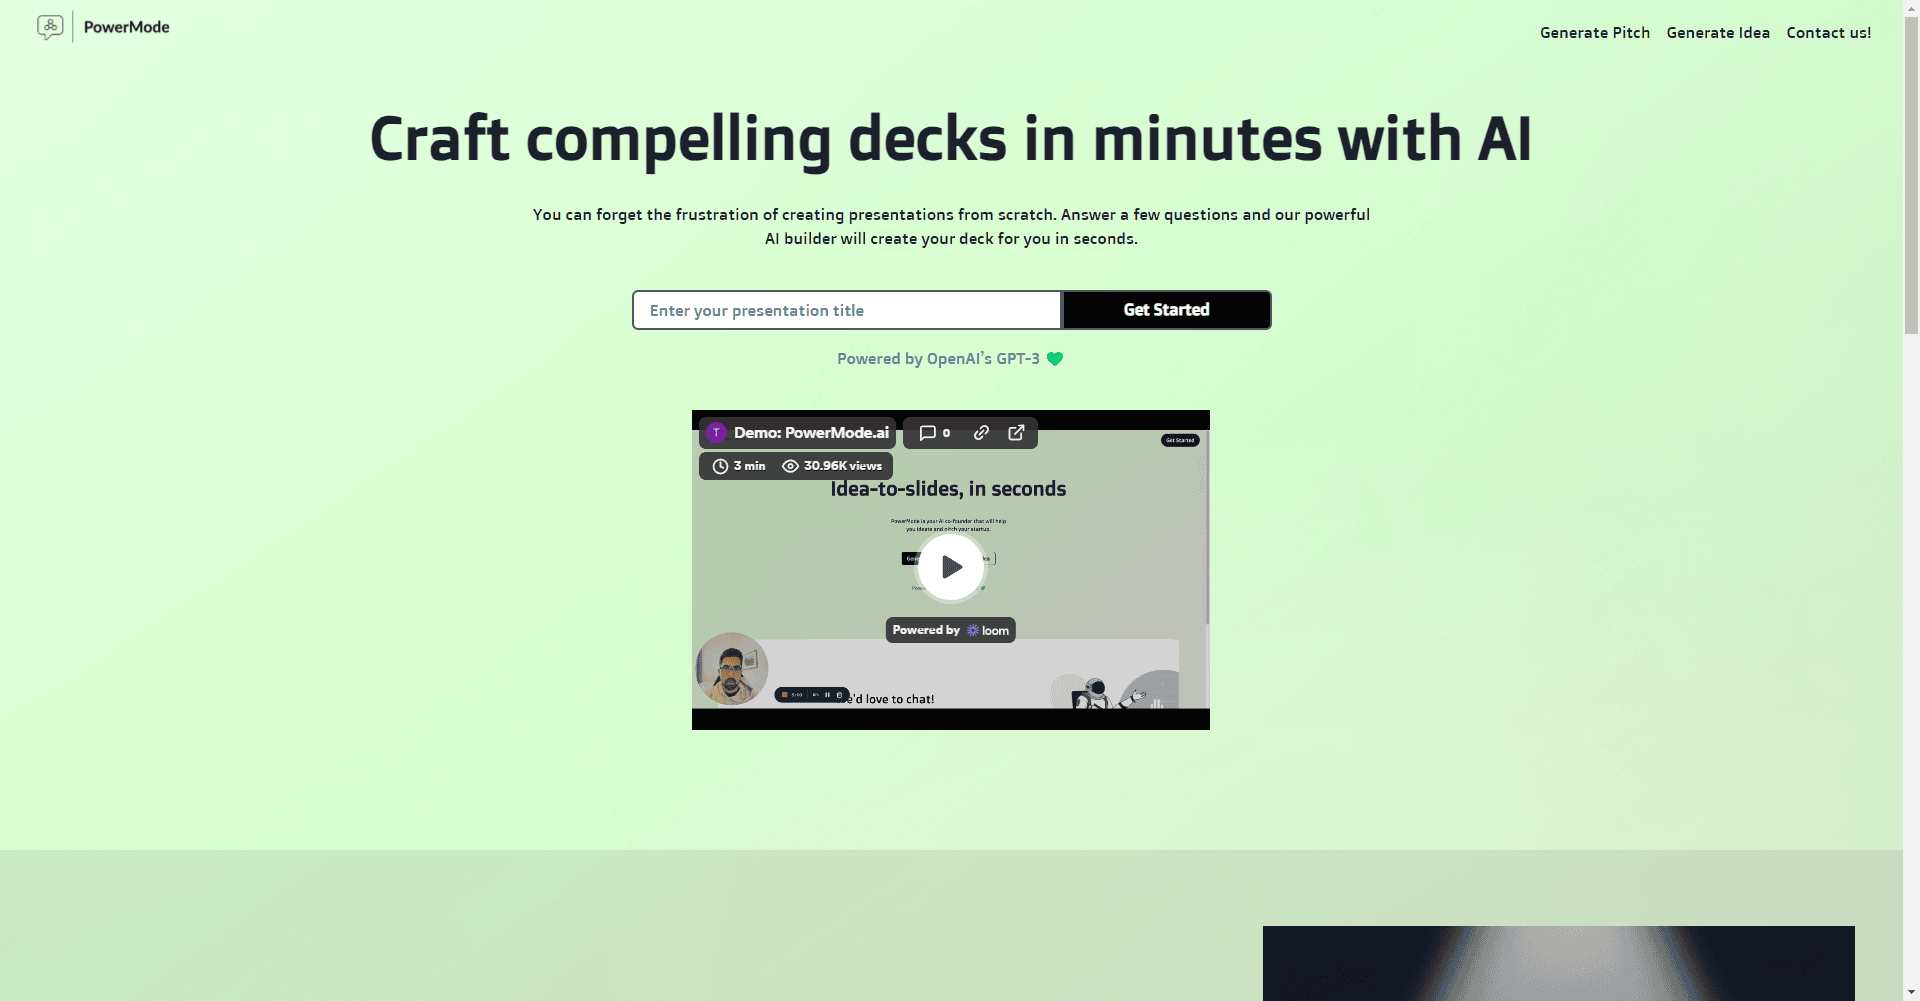 PowerMode
Generate Pitch Generate Idea Contact us!
Craft compelling decks in minutes with AI
You can forget the frustration of creating presentations from scratch. Answer a few questions and our powerful
AI builder will create your deck for you in seconds.
Enter your presentation title
Get Started
Powered by OpenAI's GPT-3
T Demo: PowerMode.ai 0
3 min 30.96K views
Get Started
Idea-to-slides, in seconds
PowerMode is your AI co-founder that will help
you ideate and pitch your startup.
Powered by loom
e'd love to chat!